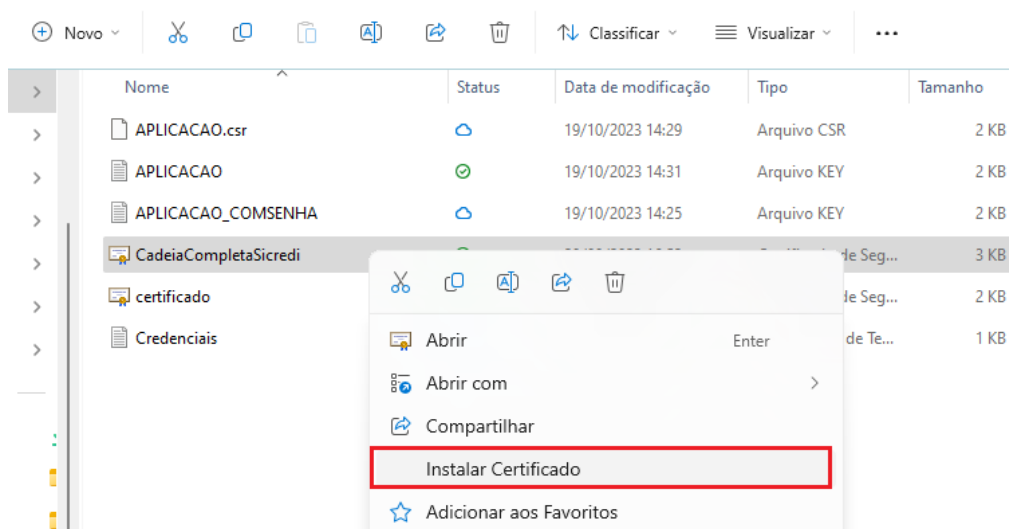 Novo Classificar Visualizar
Nome Status Data de modificação Tipo Tamanho
APLICACAO.csr 19/10/2023 14:29 Arquivo CSR 2 KB
APLICACAO 19/10/2023 14:31 Arquivo KEY 2 KB
APLICACAO_COMSENHA 19/10/2023 14:25 Arquivo KEY 2 KB
CadeiaCompletaSicredi de Seg... 3 KB
certificado de Seg... 2 KB
Credenciais de Te... 1 KB
Abrir Enter
Abrir com
Compartilhar
Instalar Certificado
Adicionar aos Favoritos